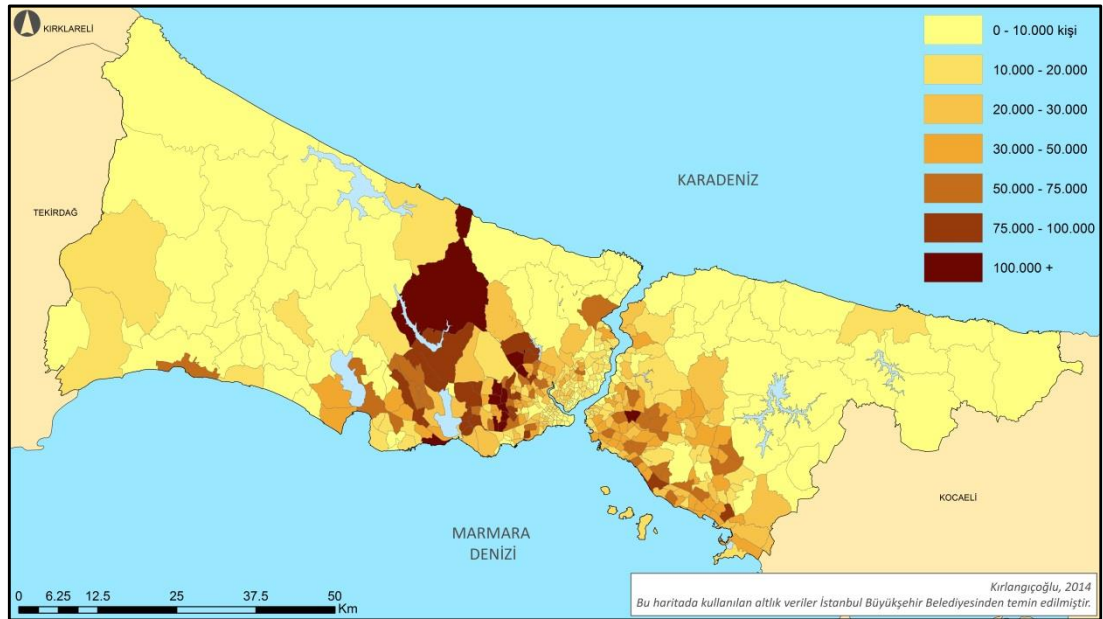 KIRKLARELİ
0 - 10.000 kişi
10.000 - 20.000
20.000 - 30.000
30.000 - 50.000
50.000 - 75.000
75.000 - 100.000
100.000 +
KARADENİZ
TEKİRDAĞ
KOCAELİ
MARMARA
DENİZİ
0 6.25 12.5 25 37.5 50
Km
Kırlangıçoğlu, 2014
Bu haritada kullanılan altlık veriler İstanbul Büyükşehir Belediyesinden temin edilmiştir.